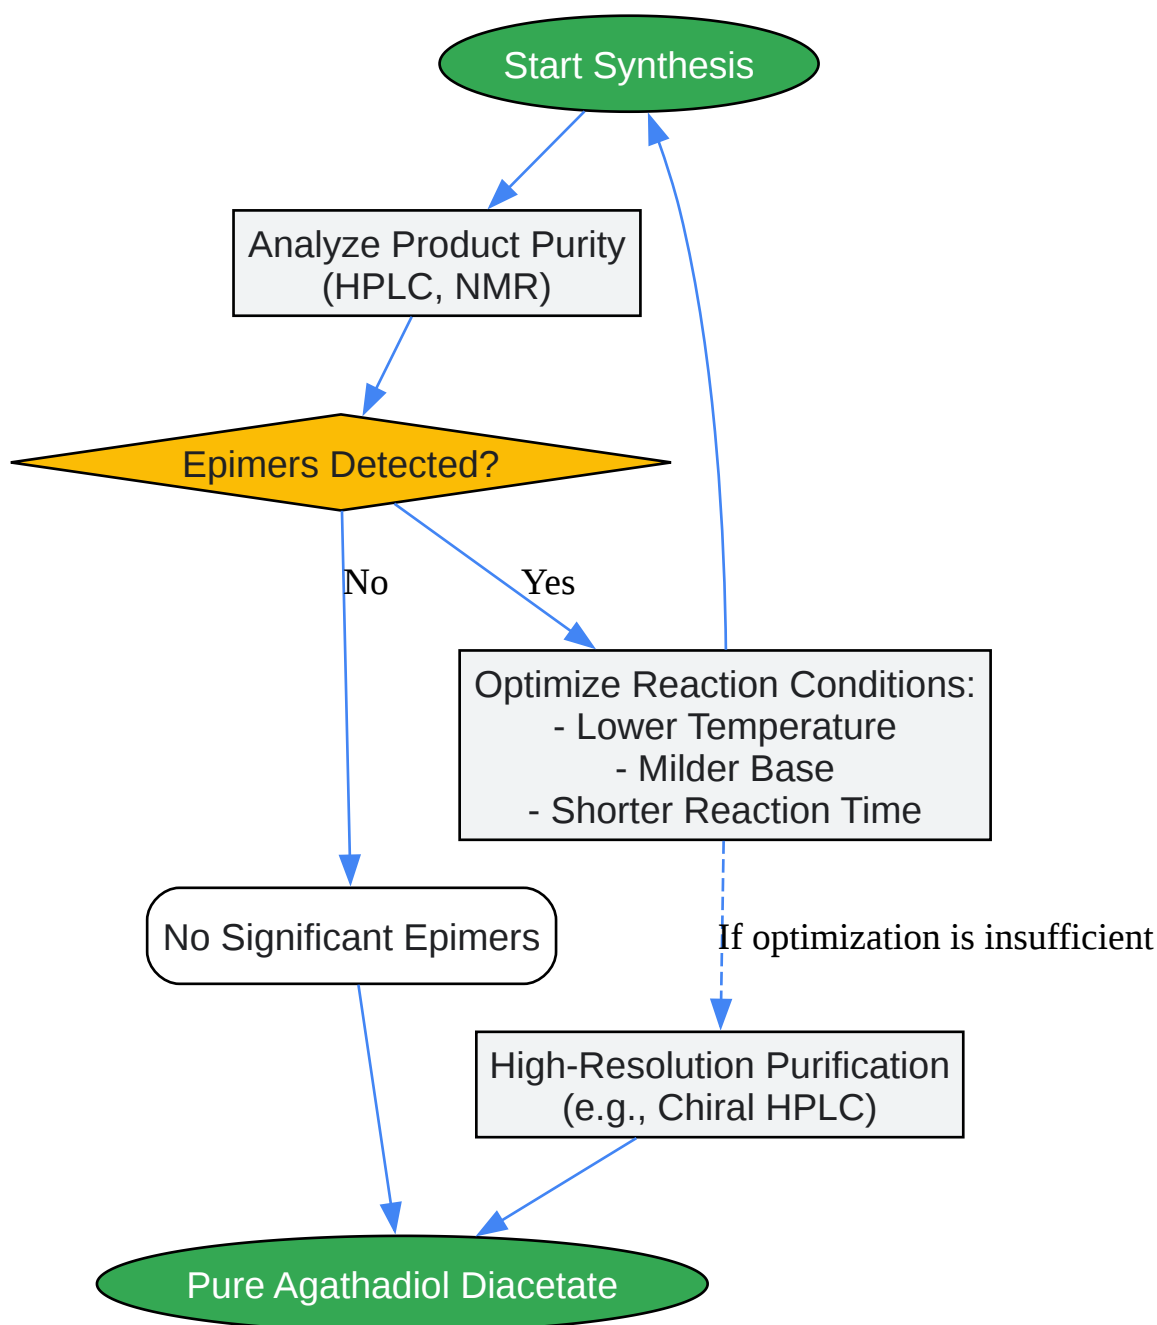 Start Synthesis
Analyze Product Purity
(HPLC, NMR)
Epimers Detected?
No
Yes
Optimize Reaction Conditions:
- Lower Temperature
- Milder Base
- Shorter Reaction Time
No Significant Epimers
If optimization is insufficient
High-Resolution Purification
(e.g., Chiral HPLC)
Pure Agathadiol Diacetate